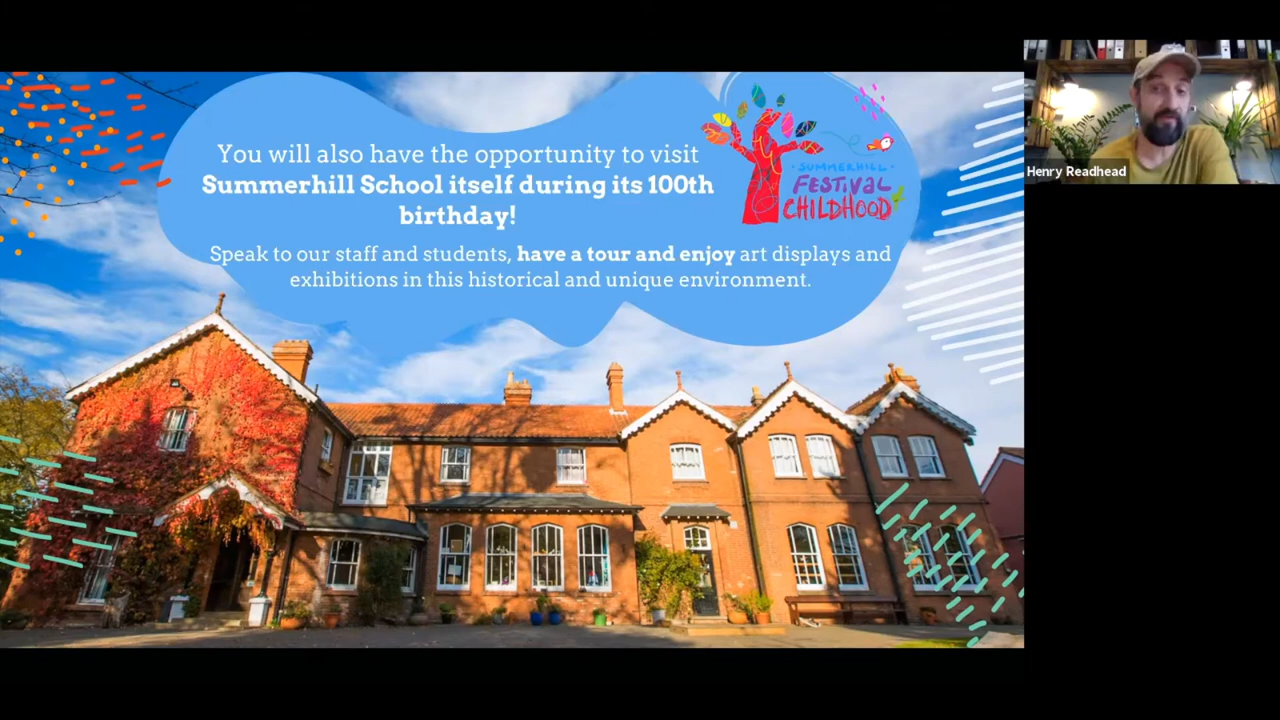 You will also have the opportunity to visit
Summerhill School itself during its 100th
birthday!
Speak to our staff and students, have a tour and enjoy art displays and
exhibitions in this historical and unique environment.
· SUMMERHILL ·
FESTIVAL
CHILDHOOD
Henry Readhead